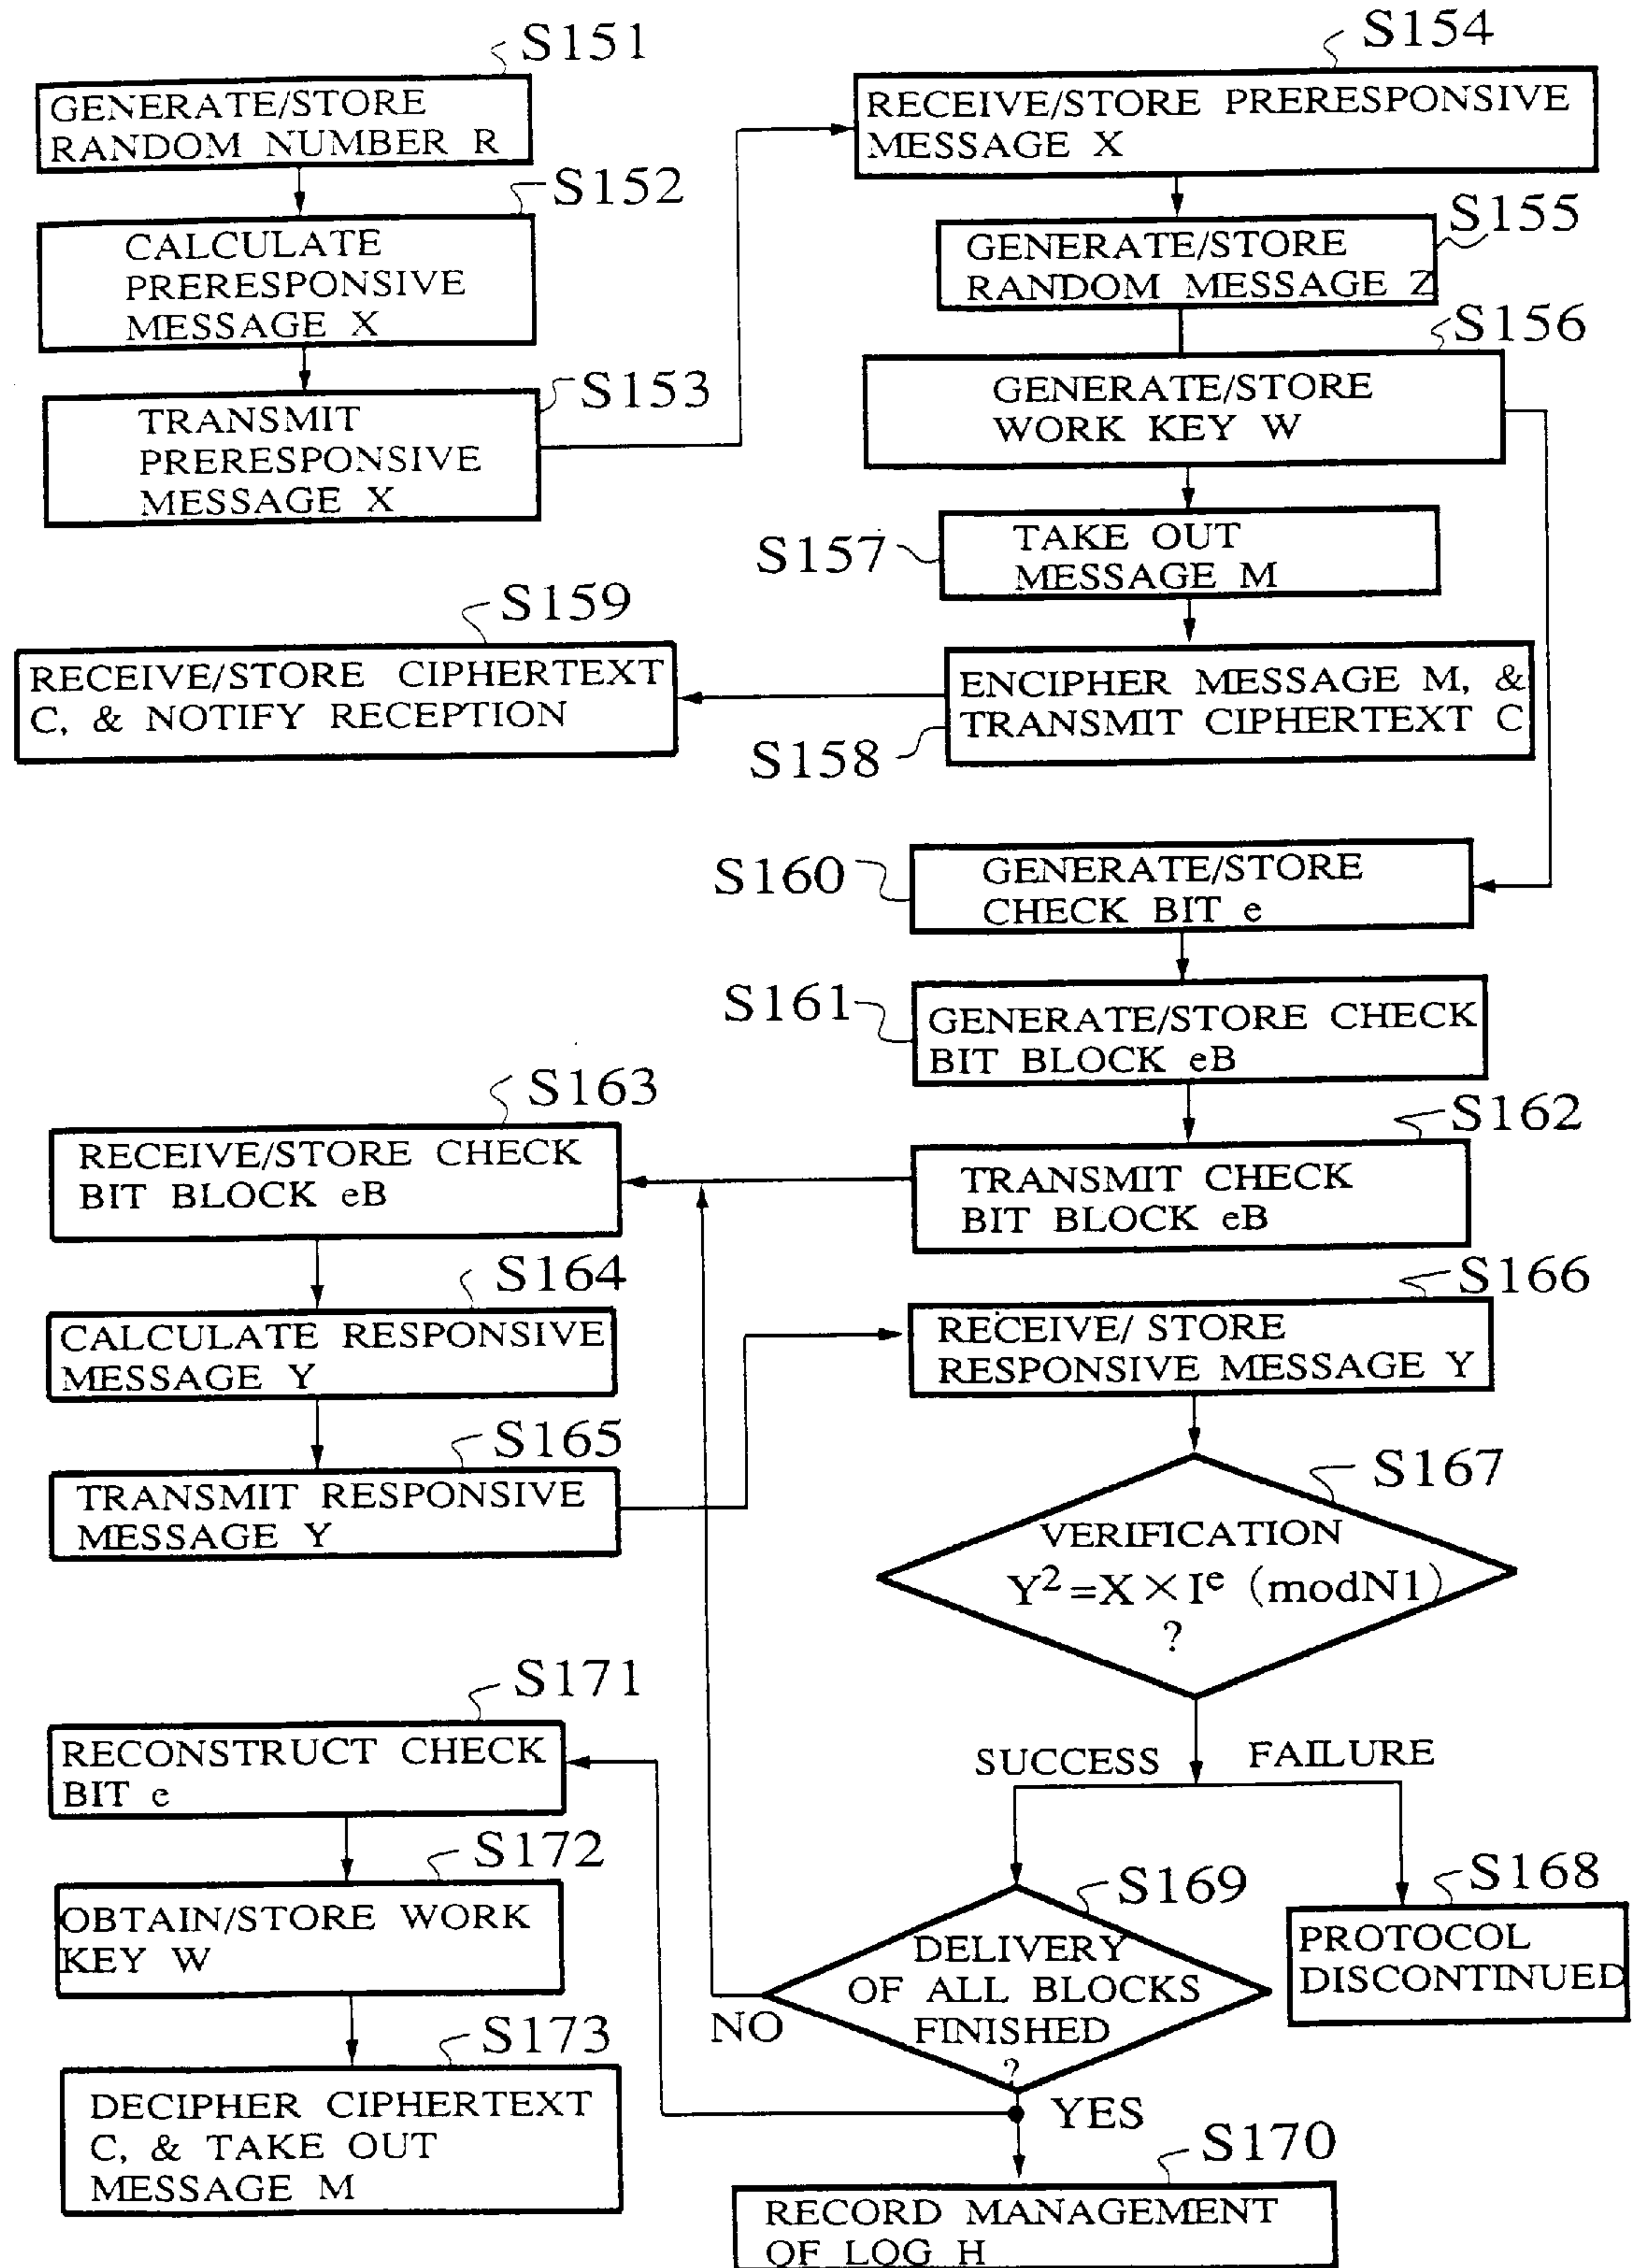 S151
GENERATE/STORE
RANDOM NUMBER R
S152
CALCULATE
PRERESPONSIVE
MESSAGE X
S153
TRANSMIT
PRERESPONSIVE
MESSAGE X
S154
RECEIVE/STORE PRERESPONSIVE
MESSAGE X
S155
GENERATE/STORE
RANDOM MESSAGE Z
S156
GENERATE/STORE
WORK KEY W
S157
TAKE OUT
MESSAGE M
S159
RECEIVE/STORE CIPHERTEXT
C, & NOTIFY RECEPTION
ENCIPHER MESSAGE M, &
TRANSMIT CIPHERTEXT C
S158
S160
GENERATE/STORE
CHECK BIT e
S161
GENERATE/STORE CHECK
BIT BLOCK eB
S162
TRANSMIT CHECK
BIT BLOCK eB
S163
RECEIVE/STORE CHECK
BIT BLOCK eB
S164
CALCULATE RESPONSIVE
MESSAGE Y
S165
TRANSMIT RESPONSIVE
MESSAGE Y
S166
RECEIVE/ STORE
RESPONSIVE MESSAGE Y
S167
VERIFICATION
Y²=X×Iᵉ (modN1)
?
SUCCESS
FAILURE
S168
PROTOCOL
DISCONTINUED
S169
DELIVERY
OF ALL BLOCKS
FINISHED
?
NO
YES
S170
RECORD MANAGEMENT
OF LOG H
S171
RECONSTRUCT CHECK
BIT e
S172
OBTAIN/STORE WORK
KEY W
S173
DECIPHER CIPHERTEXT
C, & TAKE OUT
MESSAGE M